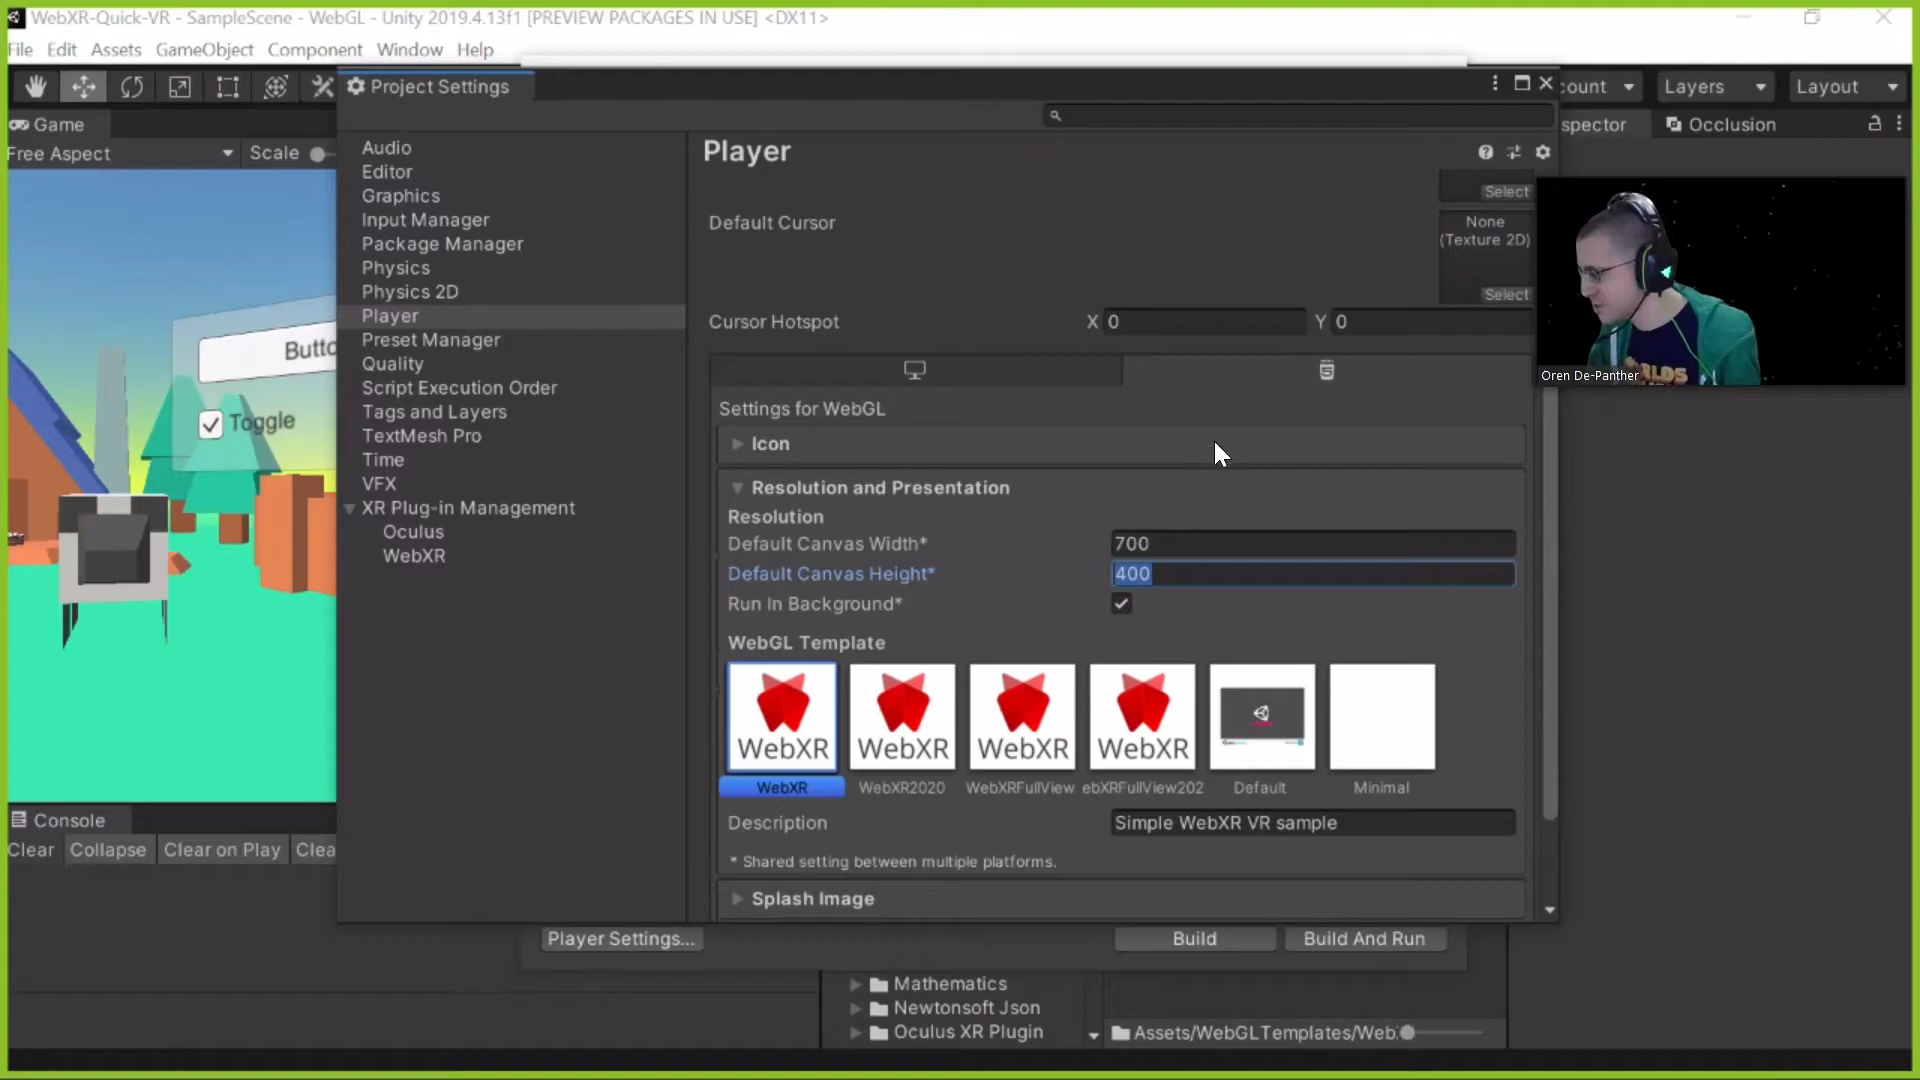 WebXR-Quick-VR - SampleScene - WebGL - Unity 2019.4.13f1 [PREVIEW PACKAGES IN USE] <DX11>
File Edit Assets GameObject Component Window Help
Project Settings
count Layers Layout
Game
spector Occlusion
Free Aspect Scale
Audio
Editor
Graphics
Input Manager
Package Manager
Physics
Physics 2D
Player
Preset Manager
Quality
Script Execution Order
Tags and Layers
TextMesh Pro
Time
VFX
XR Plug-in Management
Oculus
WebXR
Player
Select
Default Cursor
None
(Texture 2D)
Select
Cursor Hotspot X 0 Y 0
Settings for WebGL
Icon
Resolution and Presentation
Resolution
Default Canvas Width* 700
Default Canvas Height* 400
Run In Background*
WebGL Template
WebXR WebXR WebXR WebXR
WebXR WebXR2020 WebXRFullView ebXRFullView202 Default Minimal
Description Simple WebXR VR sample
* Shared setting between multiple platforms.
Splash Image
Oren De-Panther
Butto
Toggle
Console
Clear Collapse Clear on Play Clea
Player Settings... Build Build And Run
Mathematics
Newtonsoft Json
Oculus XR Plugin
Assets/WebGLTemplates/Web